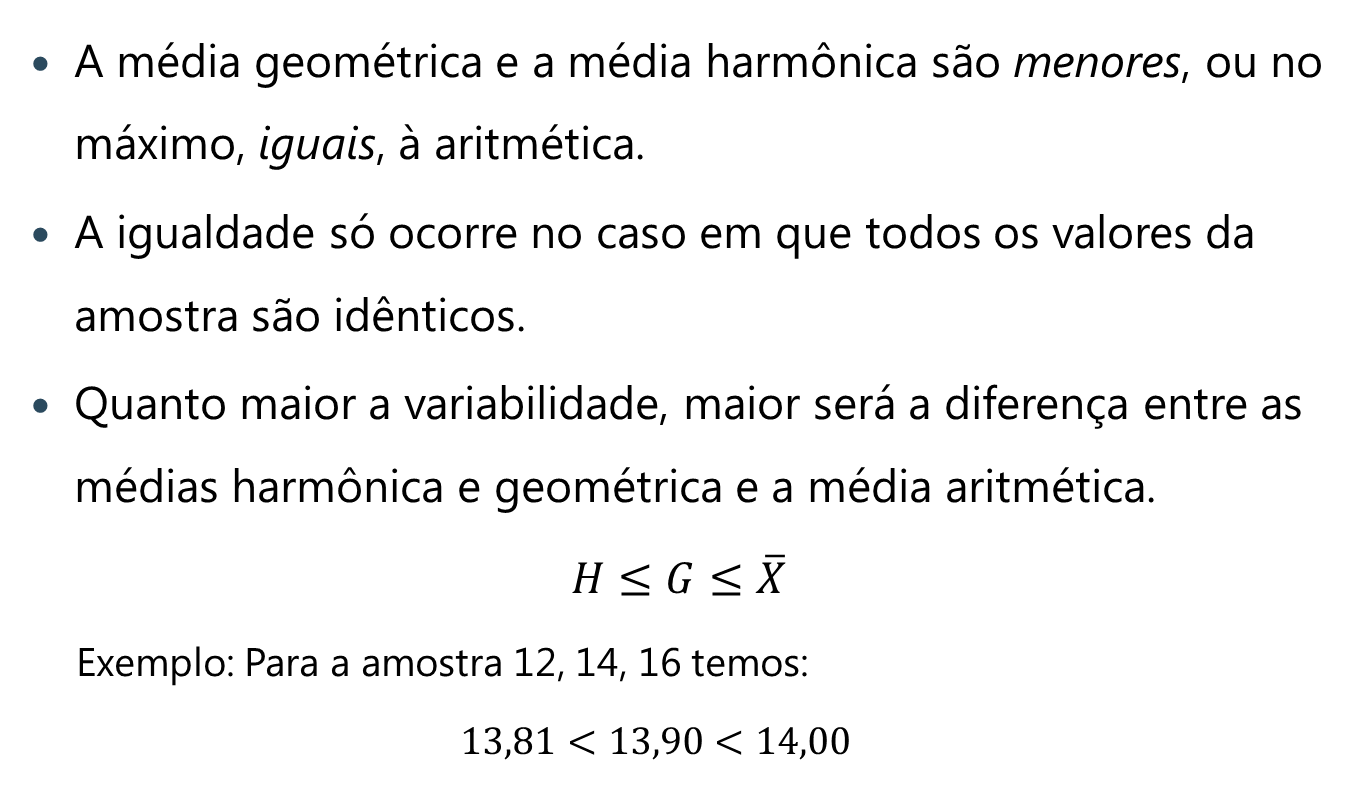 • A média geométrica e a média harmônica são menores, ou no
máximo, iguais, à aritmética.
• A igualdade só ocorre no caso em que todos os valores da
amostra são idênticos.
• Quanto maior a variabilidade, maior será a diferença entre as
médias harmônica e geométrica e a média aritmética.
H ≤ G ≤ X̅
Exemplo: Para a amostra 12, 14, 16 temos:
13,81 < 13,90 < 14,00